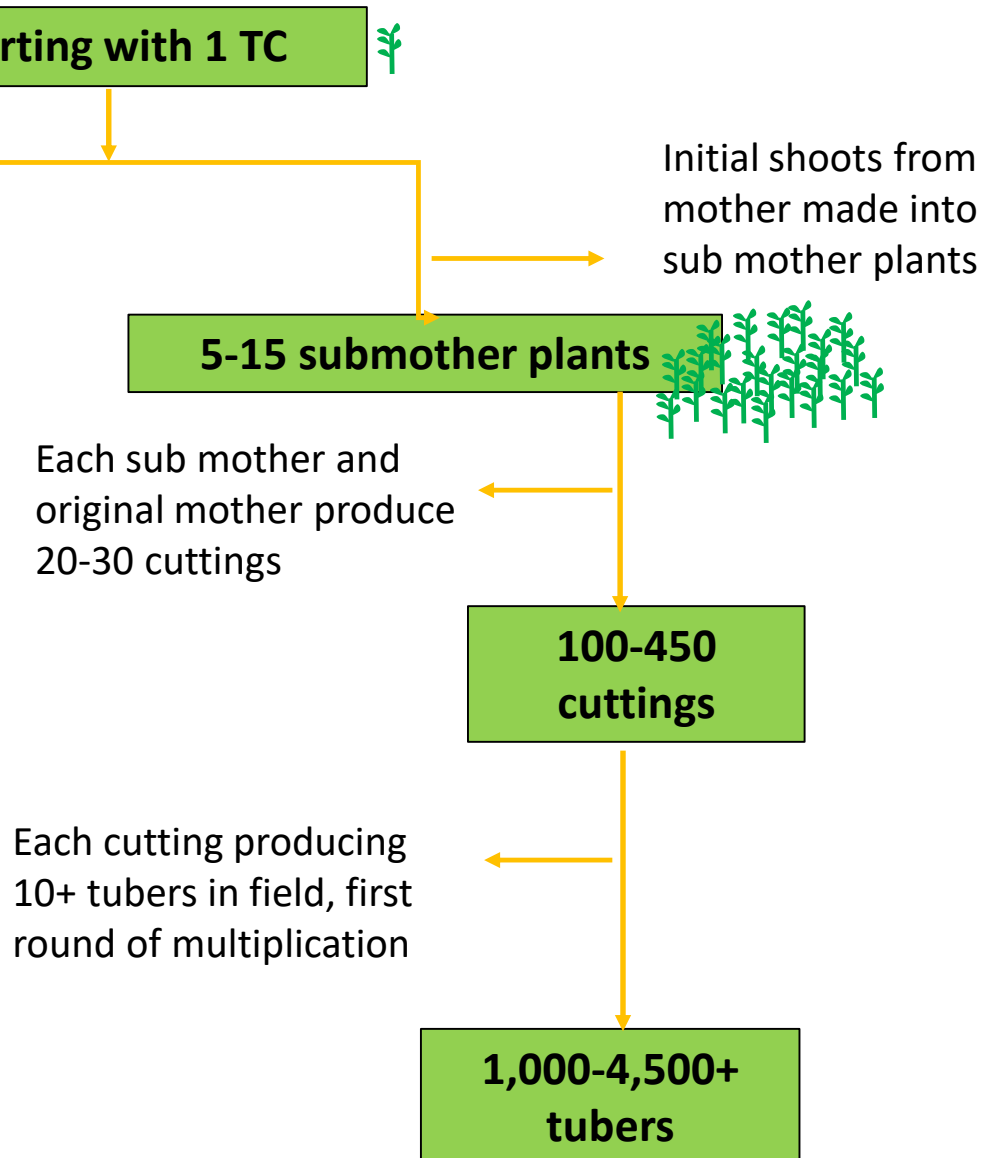 rting with 1 TC
Initial shoots from
mother made into
sub mother plants
5-15 submother plants
Each sub mother and
original mother produce
20-30 cuttings
100-450
cuttings
Each cutting producing
10+ tubers in field, first
round of multiplication
1,000-4,500+
tubers